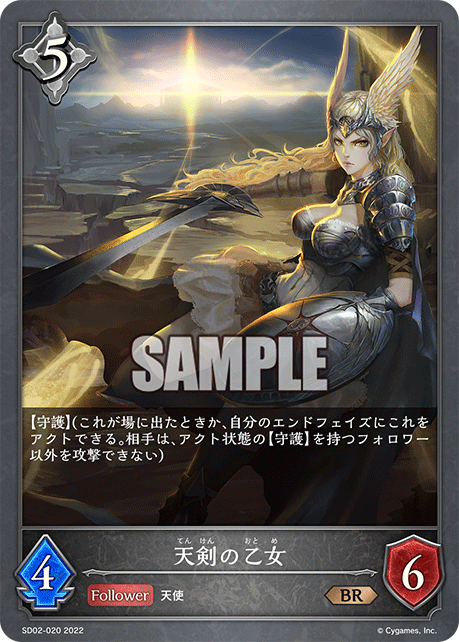 5
SAMPLE
【守護】(これが場に出たときか、自分のエンドフェイズにこれを
アクトできる。相手は、アクト状態の【守護】を持つフォロワー
以外を攻撃できない)
てんけん おとめ
天剣の乙女
4
Follower 天使
BR
6
SD02-020 2022
© Cygames, Inc.